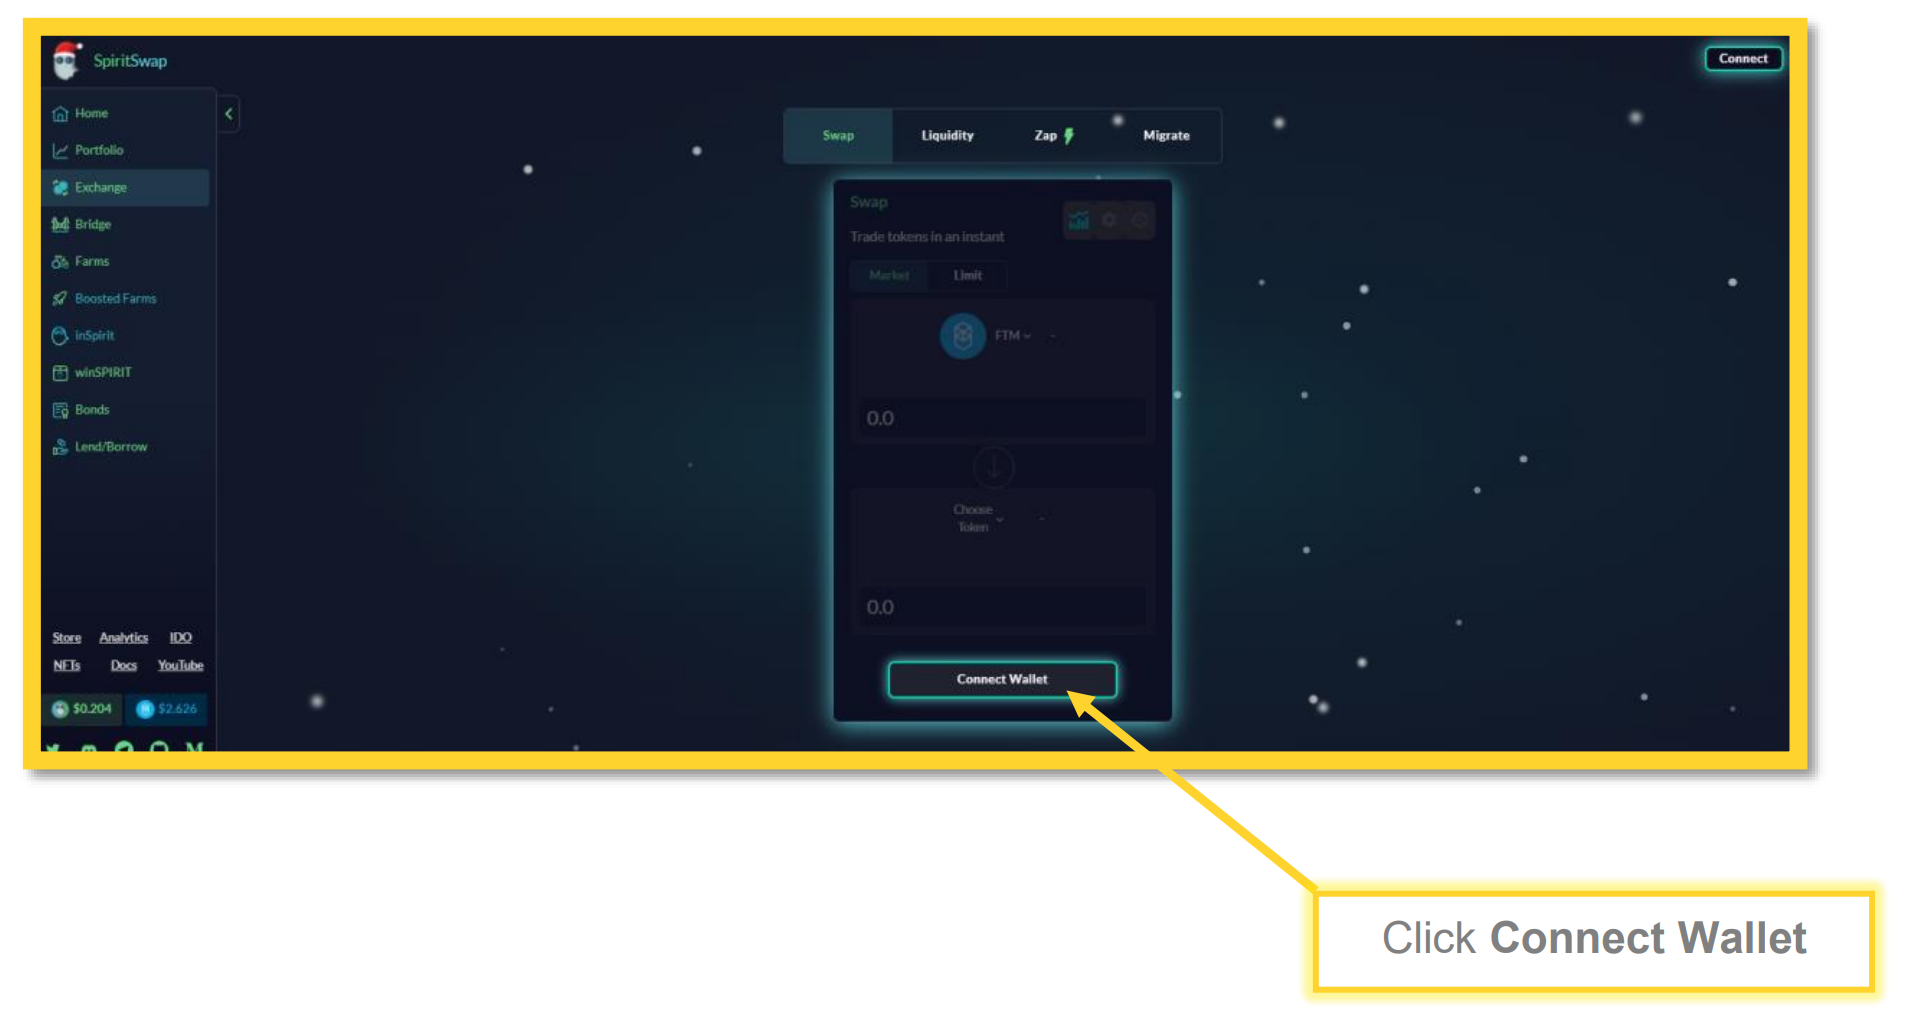 SpiritSwap
Connect
Home
Portfolio
Exchange
Bridge
Farms
Boosted Farms
inSpirit
winSPIRIT
Bonds
Lend/Borrow
Store Analytics IDO
NFTs Docs YouTube
$0.204 $2.626
Swap Liquidity Zap Migrate
Swap
Trade tokens in an instant
Market Limit
FTM -
0.0
Choose
Token -
0.0
Connect Wallet
Click Connect Wallet